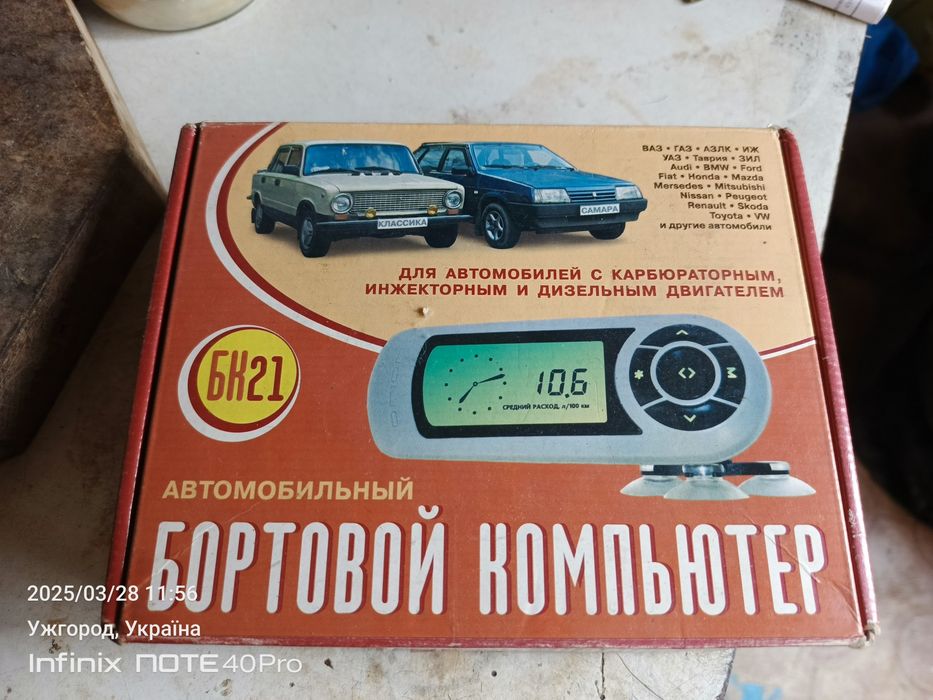 ВАЗ • ГАЗ • АЗЛК • ИЖ
УАЗ • Таврия • ЗИЛ
Audi • BMW • Ford
Fiat • Honda • Mazda
Mersedes • Mitsubishi
Nissan • Peugeot
Renault • Skoda
Toyota • VW
и другие автомобили
КЛАССИКА
САМАРА
ДЛЯ АВТОМОБИЛЕЙ С КАРБЮРАТОРНЫМ,
ИНЖЕКТОРНЫМ И ДИЗЕЛЬНЫМ ДВИГАТЕЛЕМ
БК21
10.6
СРЕДНИЙ РАСХОД, л/100 км
АВТОМОБИЛЬНЫЙ
БОРТОВОЙ КОМПЬЮТЕР
2025/03/28 11:56
Ужгород, Україна
Infinix NOTE 40Pro